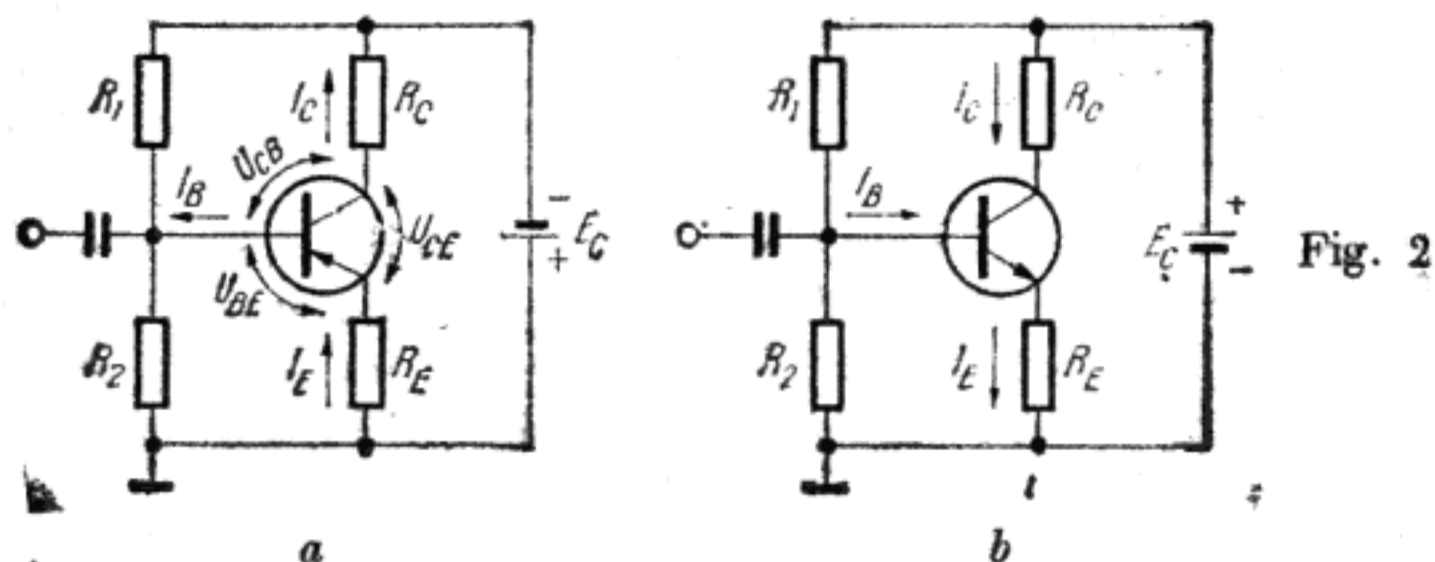 R1
IC
RC
UCB
IB
UCE
EC
-
+
UBE
R2
IE
RE
a
R1
IC
RC
IB
EC
+
-
R2
IE
RE
b
Fig. 2